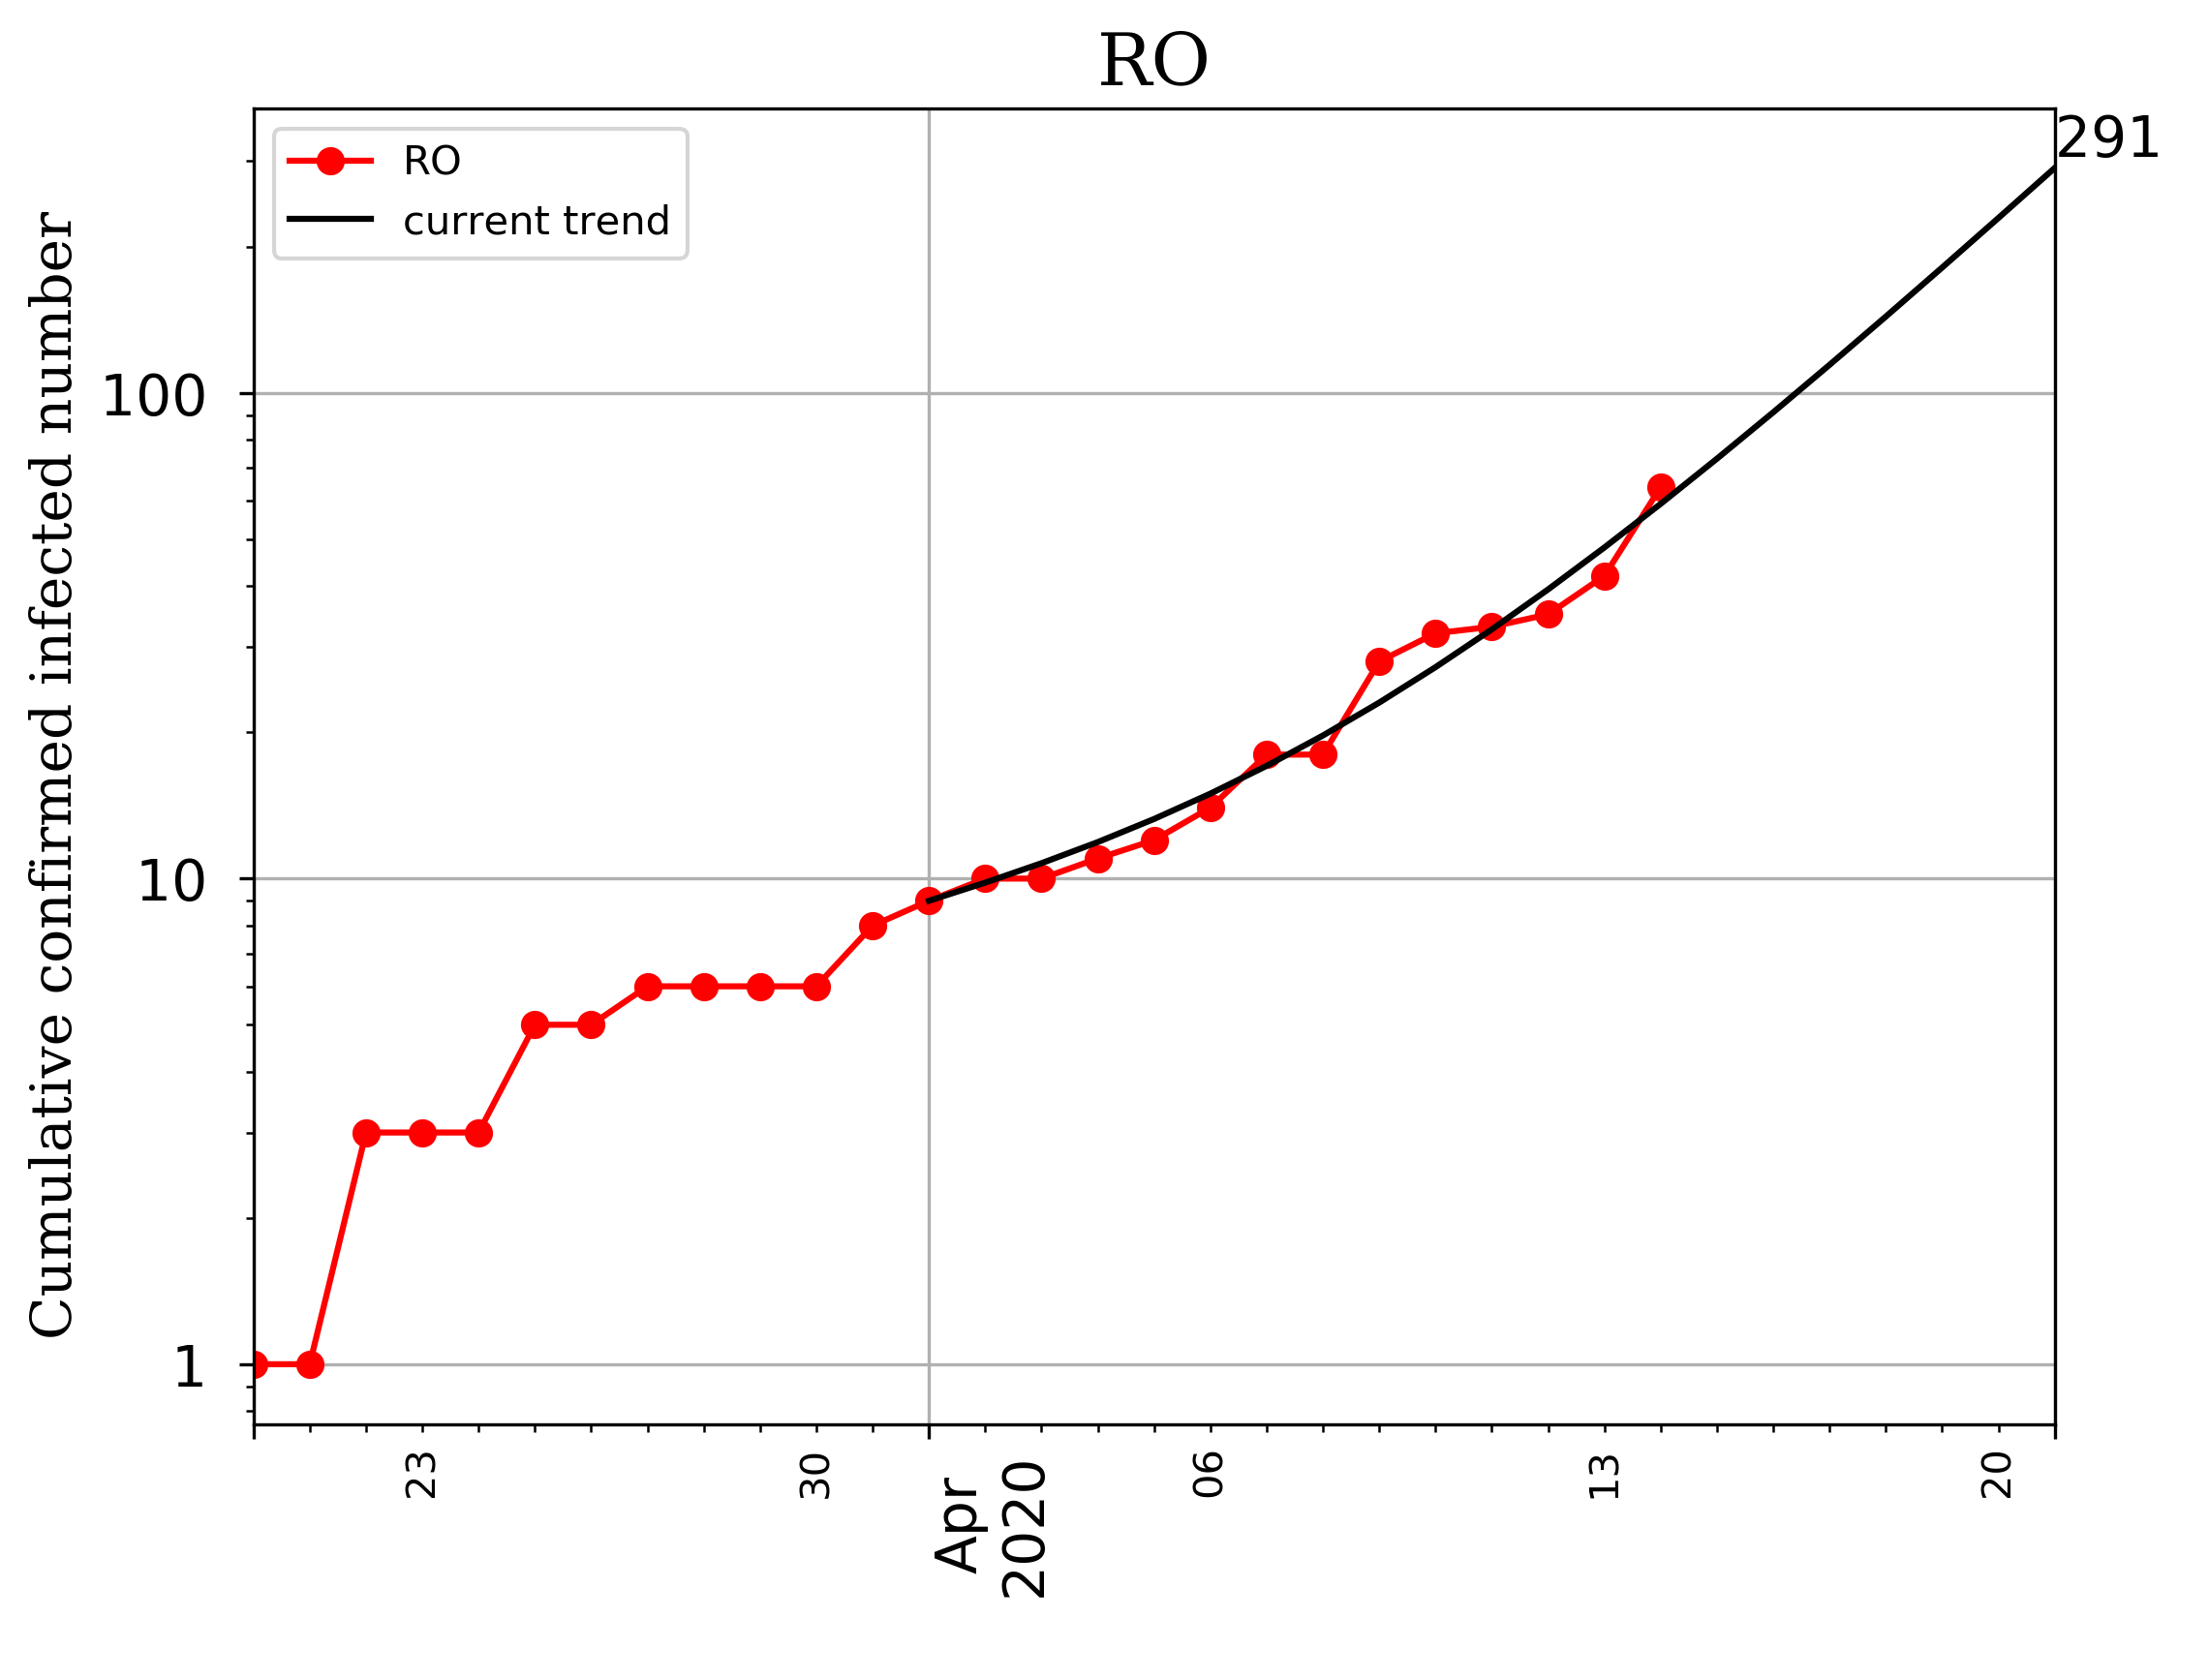 RO
291
RO
current trend
Cumulative confirmed infected number
100
10
1
23
30
Apr
2020
06
13
20